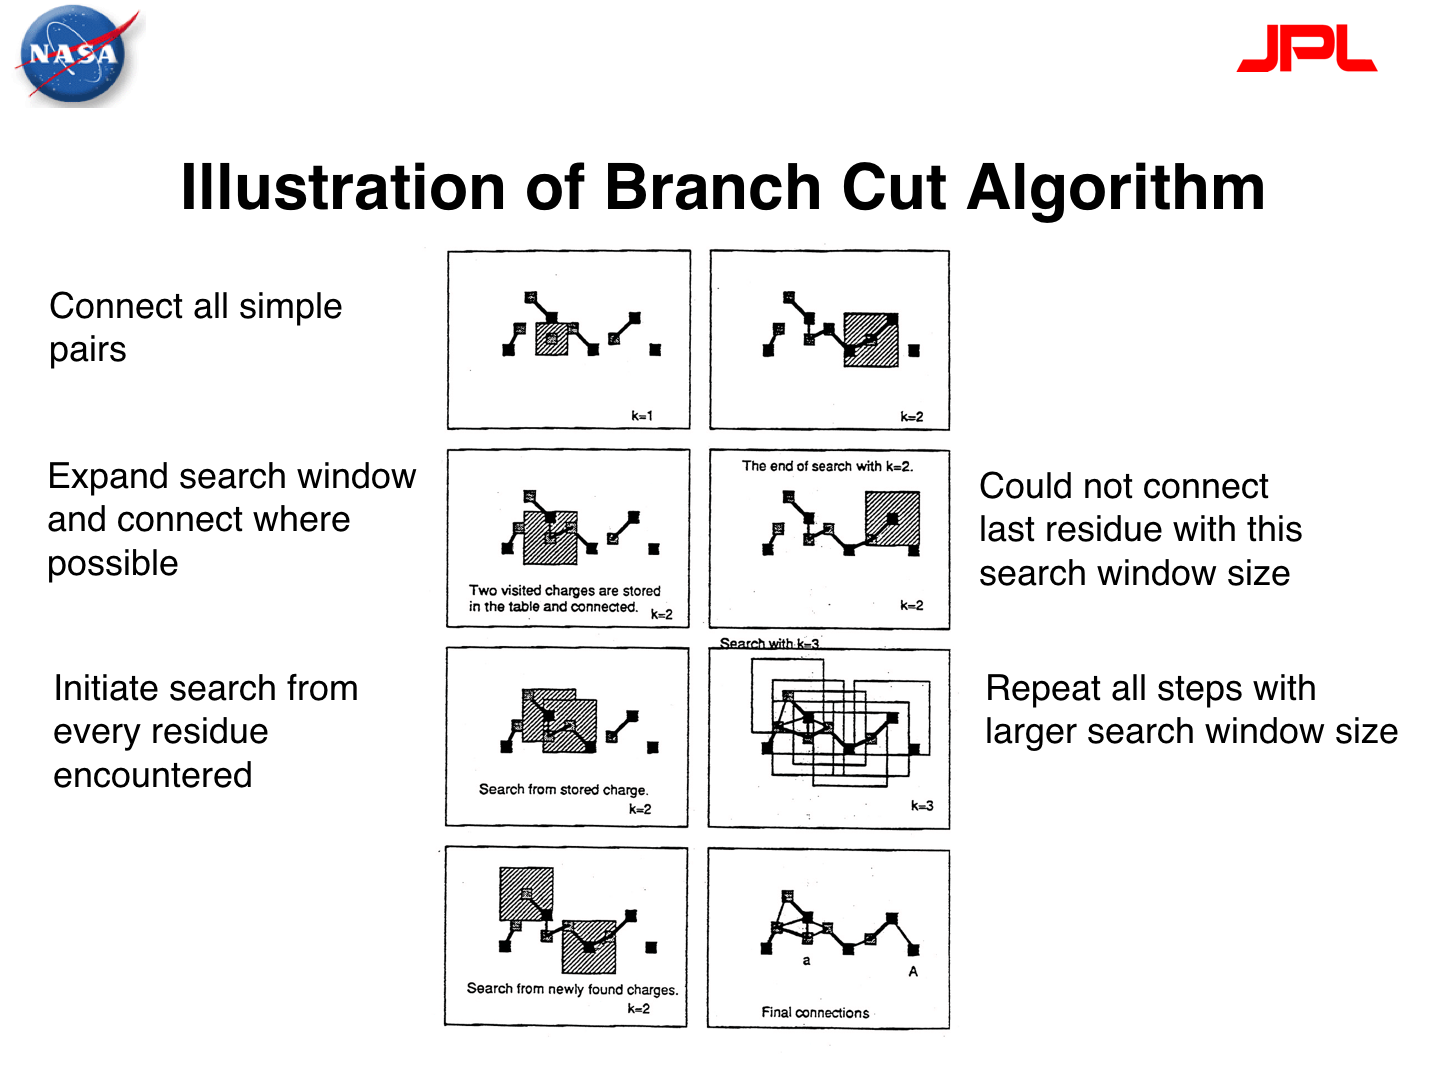 NASA
JPL
Illustration of Branch Cut Algorithm
Connect all simple
pairs
k=1
k=2
Expand search window
and connect where
possible
Two visited charges are stored
in the table and connected.
k=2
The end of search with k=2.
k=2
Could not connect
last residue with this
search window size
Initiate search from
every residue
encountered
Search from stored charge.
k=2
Search with k=3
k=3
Repeat all steps with
larger search window size
Search from newly found charges.
k=2
a
A
Final connections